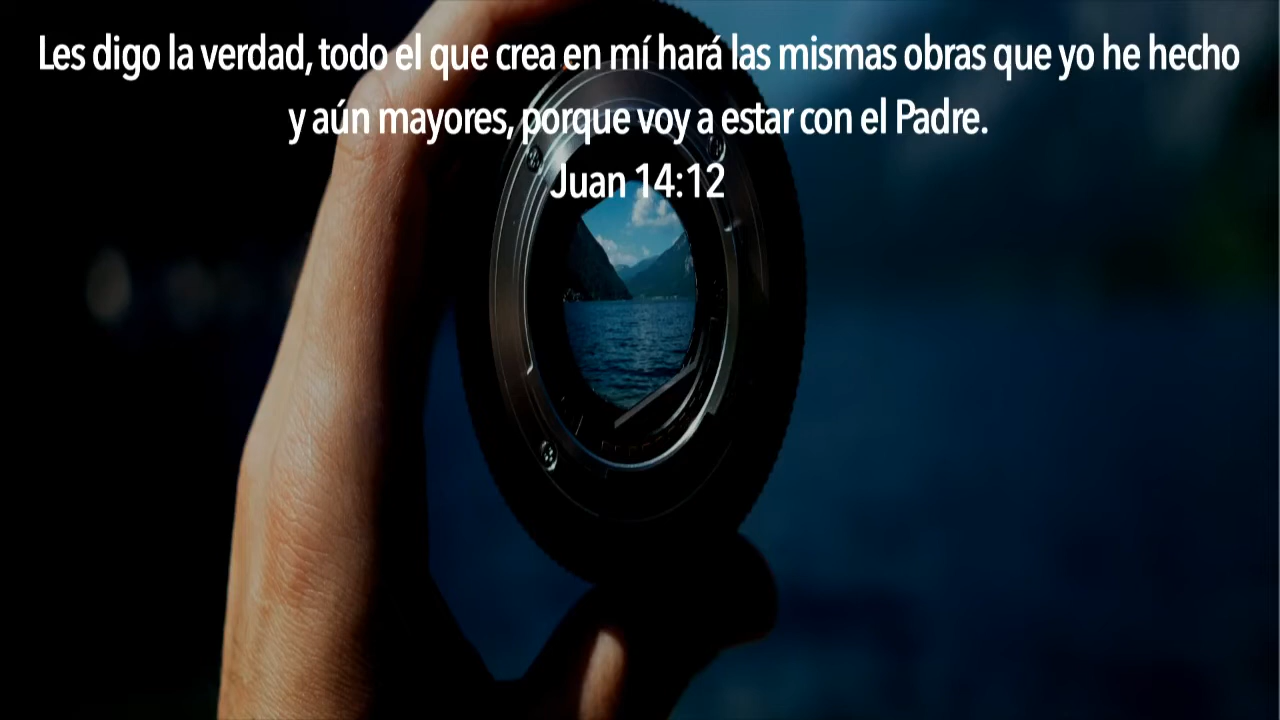 Les digo la verdad, todo el que crea en mí hará las mismas obras que yo he hecho
y aún mayores, porque voy a estar con el Padre.
Juan 14:12